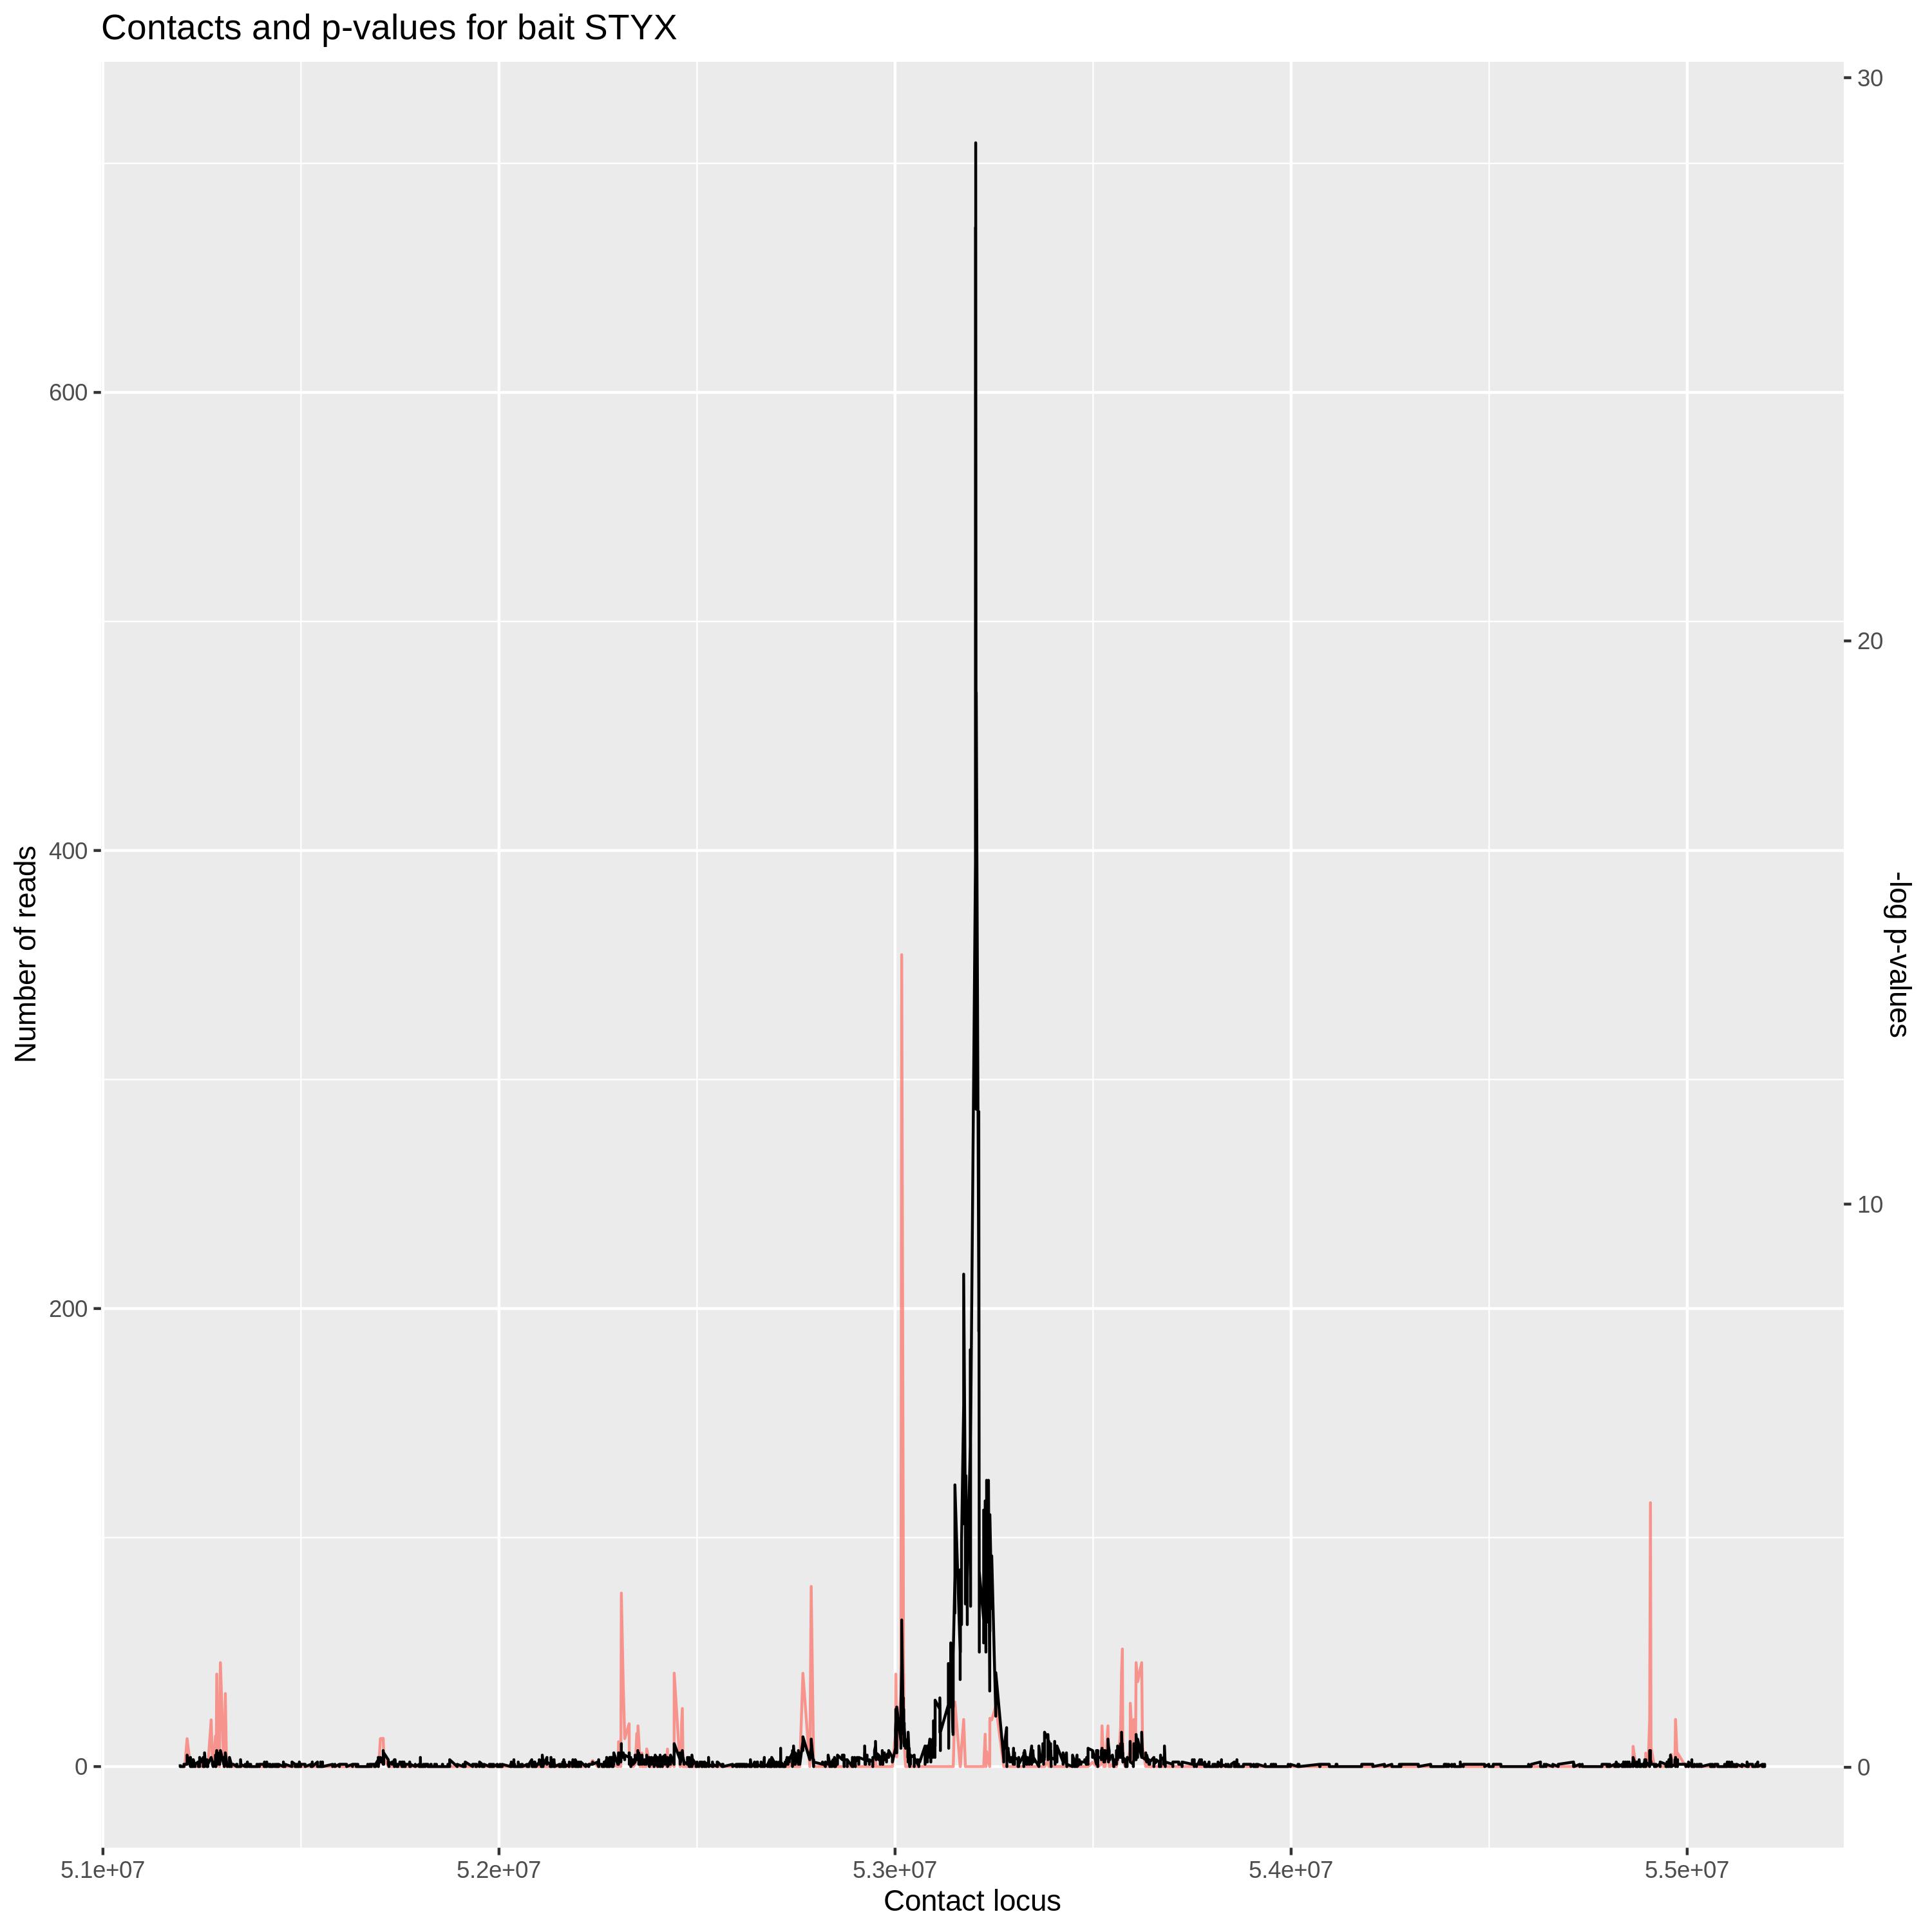 Contacts and p-values for bait STYX
30
600
20
400
Number of reads
-log p-values
10
200
0
0
5.1e+07 5.2e+07 5.3e+07 5.4e+07 5.5e+07
Contact locus